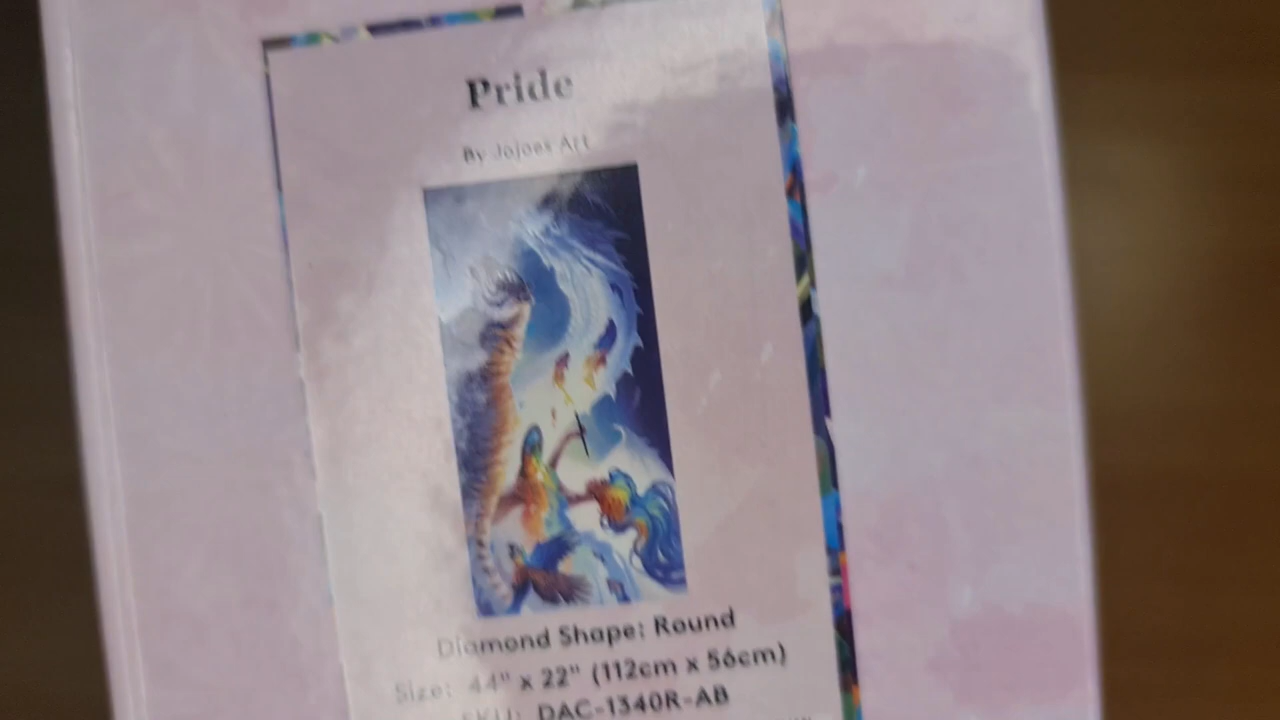 Pride
By Jojoes Art
Diamond Shape: Round
Size: 44" x 22" (112cm x 56cm)
SKU: DAC-1340R-AB